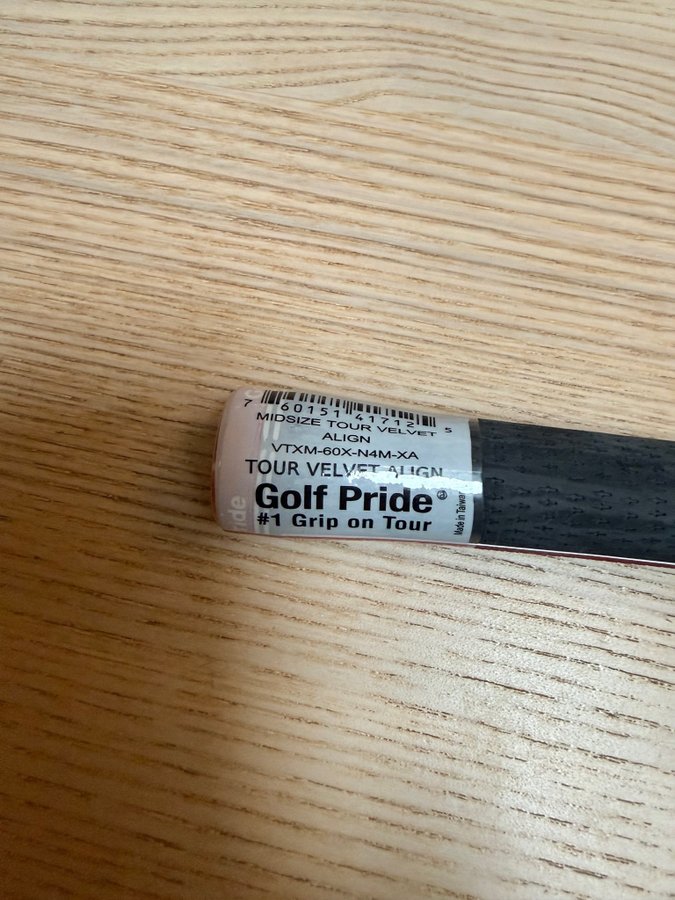 7 60151 41712 5
MIDSIZE TOUR VELVET
ALIGN
VTXM-60X-N4M-XA
TOUR VELVET ALIGN
Golf Pride®
#1 Grip on Tour
Made in Taiwan
ide